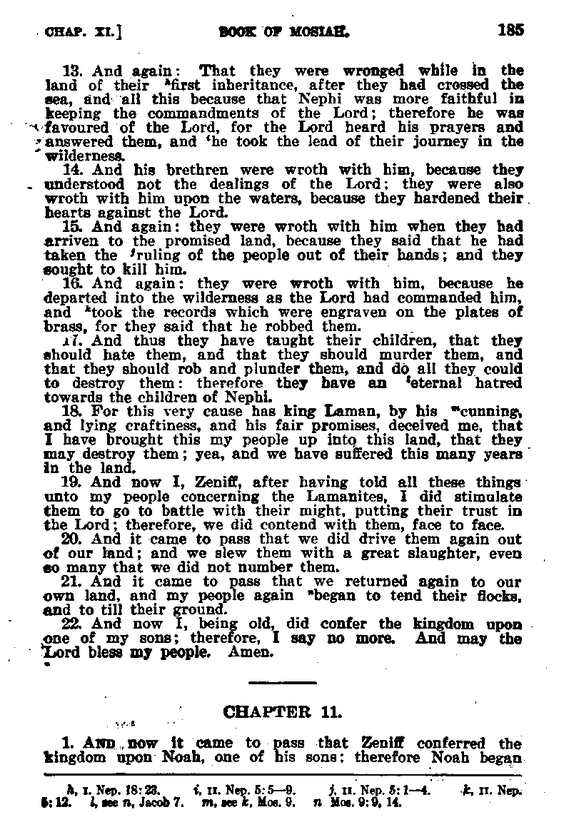 CHAP. XI.] BOOK OF MOSIAH. 185
13. And again: That they were wronged while in the
land of their hfirst inheritance, after they had crossed the
sea, and all this because that Nephi was more faithful in
keeping the commandments of the Lord; therefore he was
favoured of the Lord, for the Lord heard his prayers and
answered them, and ihe took the lead of their journey in the
wilderness.
14. And his brethren were wroth with him, because they
understood not the dealings of the Lord; they were also
wroth with him upon the waters, because they hardened their
hearts against the Lord.
15. And again: they were wroth with him when they had
arriven to the promised land, because they said that he had
taken the jruling of the people out of their hands; and they
sought to kill him.
16. And again: they were wroth with him, because he
departed into the wilderness as the Lord had commanded him,
and ktook the records which were engraven on the plates of
brass, for they said that he robbed them.
17. And thus they have taught their children, that they
should hate them, and that they should murder them, and
that they should rob and plunder them, and do all they could
to destroy them: therefore they have an leternal hatred
towards the children of Nephi.
18. For this very cause has king Laman, by his mcunning,
and lying craftiness, and his fair promises, deceived me, that
I have brought this my people up into this land, that they
may destroy them; yea, and we have suffered this many years
in the land.
19. And now I, Zeniff, after having told all these things
unto my people concerning the Lamanites, I did stimulate
them to go to battle with their might, putting their trust in
the Lord; therefore, we did contend with them, face to face.
20. And it came to pass that we did drive them again out
of our land; and we slew them with a great slaughter, even
so many that we did not number them.
21. And it came to pass that we returned again to our
own land, and my people again nbegan to tend their flocks,
and to till their ground.
22. And now I, being old, did confer the kingdom upon
one of my sons; therefore, I say no more. And may the
Lord bless my people. Amen.
CHAPTER 11.
1. AND now it came to pass that Zeniff conferred the
kingdom upon Noah, one of his sons: therefore Noah began
h, I. Nep. 18:23. i, II. Nep. 5:5—9. j, II. Nep. 5:1—4. k, II. Nep.
5:12. l, see n, Jacob 7. m, see k, Mos. 9. n Mos. 9:9, 14.